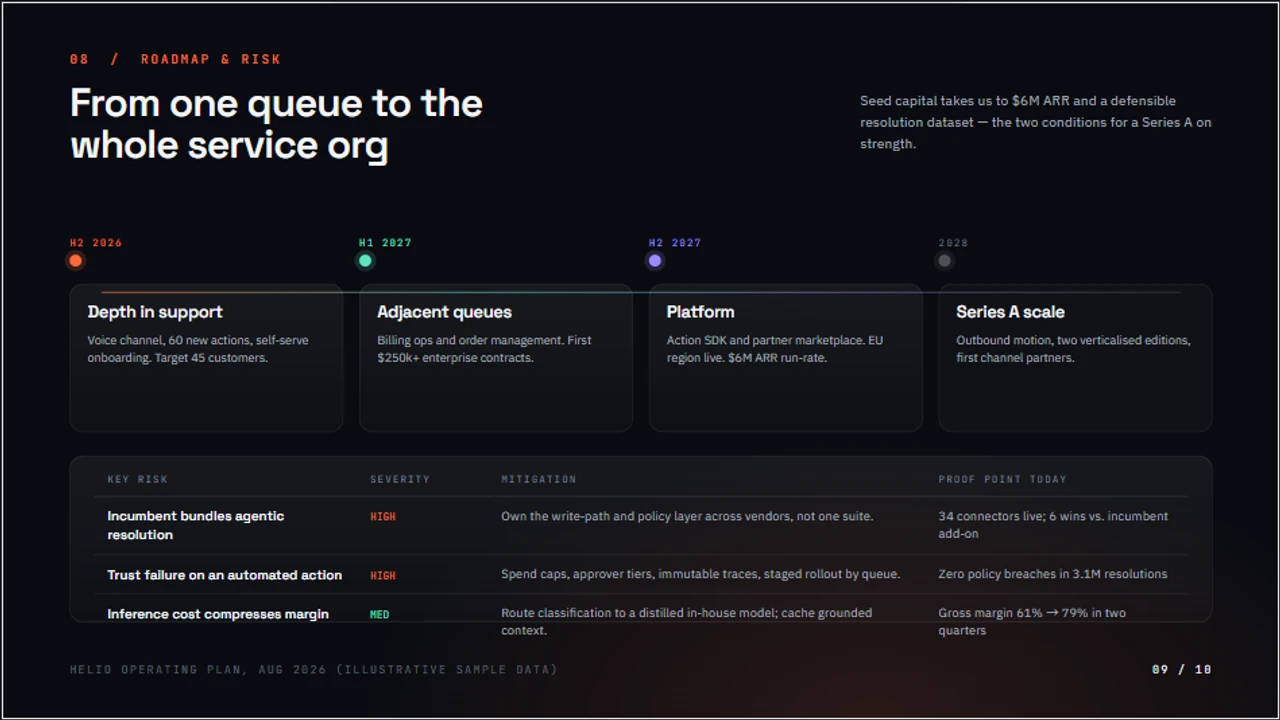 08 / ROADMAP & RISK
From one queue to the
whole service org
Seed capital takes us to $6M ARR and a defensible
resolution dataset — the two conditions for a Series A on
strength.
H2 2026
H1 2027
H2 2027
2028
Depth in support
Voice channel, 60 new actions, self-serve
onboarding. Target 45 customers.
Adjacent queues
Billing ops and order management. First
$250k+ enterprise contracts.
Platform
Action SDK and partner marketplace. EU
region live. $6M ARR run-rate.
Series A scale
Outbound motion, two verticalised editions,
first channel partners.
KEY RISK SEVERITY MITIGATION PROOF POINT TODAY
Incumbent bundles agentic
resolution
HIGH
Own the write-path and policy layer across vendors, not one suite.
34 connectors live; 6 wins vs. incumbent
add-on
Trust failure on an automated action
HIGH
Spend caps, approver tiers, immutable traces, staged rollout by queue.
Zero policy breaches in 3.1M resolutions
Inference cost compresses margin
MED
Route classification to a distilled in-house model; cache grounded
context.
Gross margin 61% → 79% in two
quarters
HELIO OPERATING PLAN, AUG 2026 (ILLUSTRATIVE SAMPLE DATA)
09 / 10